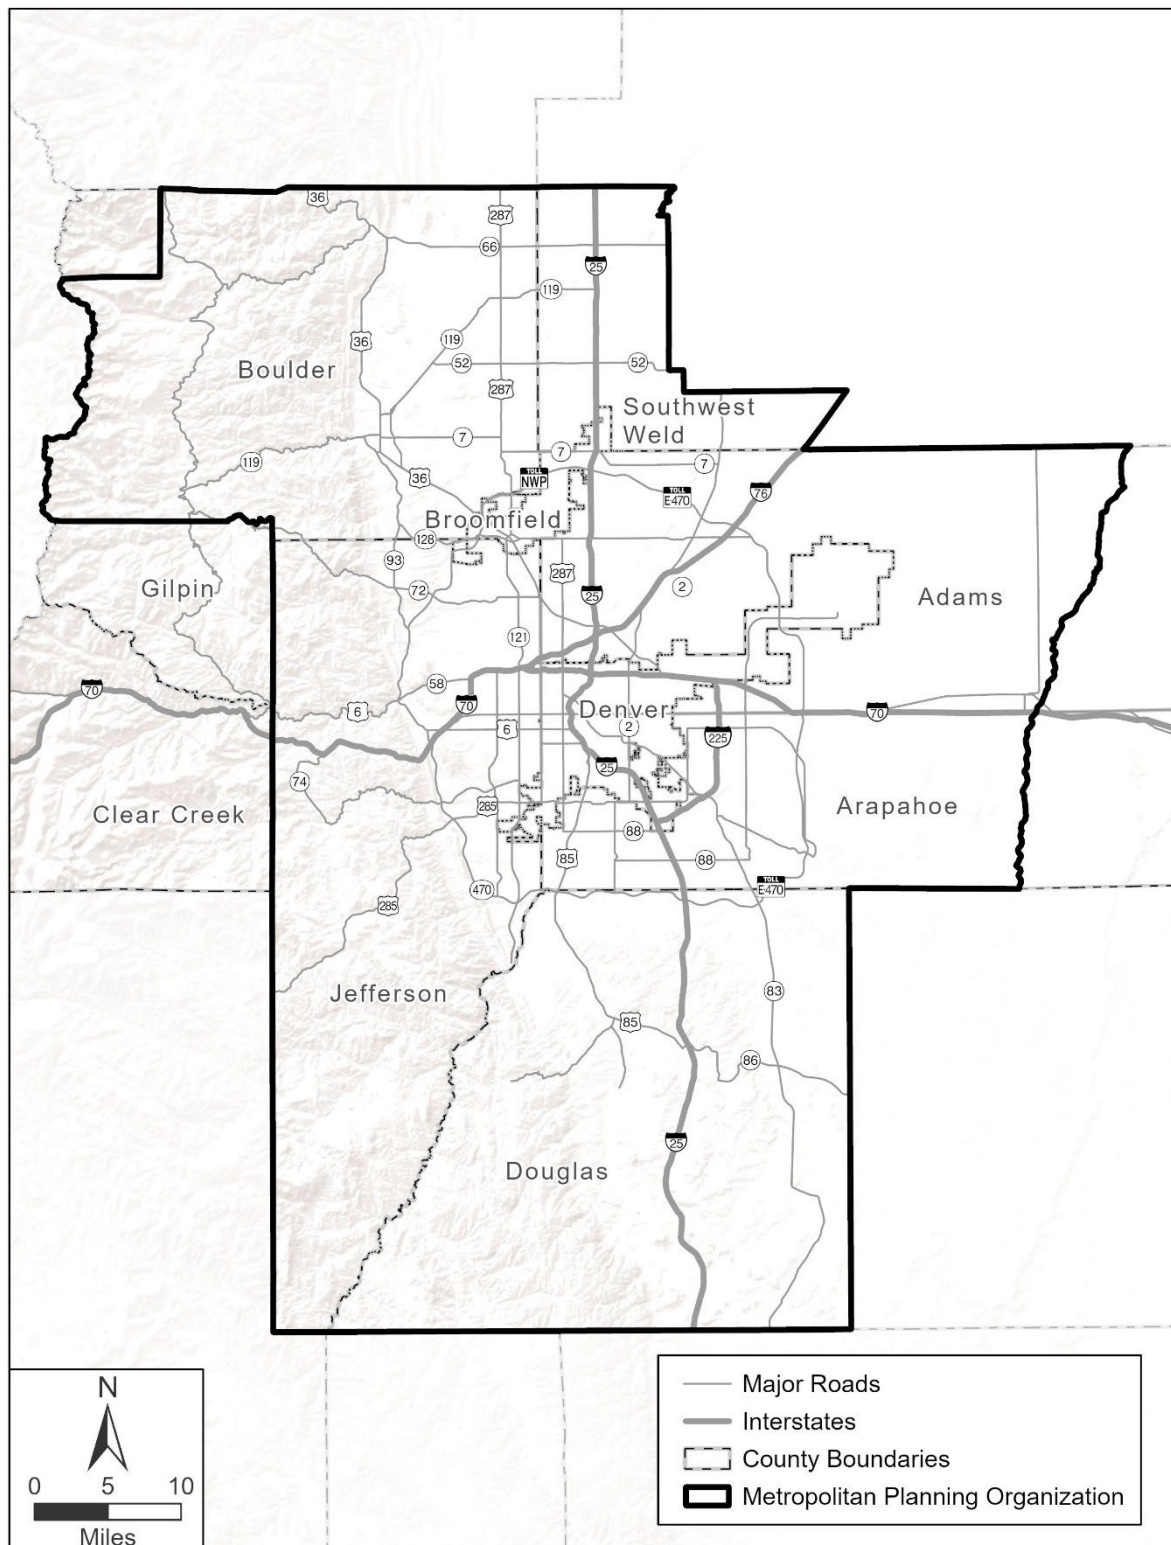 36
287
66
25
119
36
119
52
52
287
Boulder
Southwest
Weld
7
7
7
119
36
TOLL
NWP
TOLL
E-470
76
Broomfield
128
93
287
Gilpin
72
25
2
Adams
121
58
70
70
6
Denver
70
6
2
225
25
74
285
Clear Creek
Arapahoe
88
85
88
470
TOLL
E-470
285
Jefferson
83
85
86
25
Douglas
N
0 5 10
Miles
Major Roads
Interstates
County Boundaries
Metropolitan Planning Organization